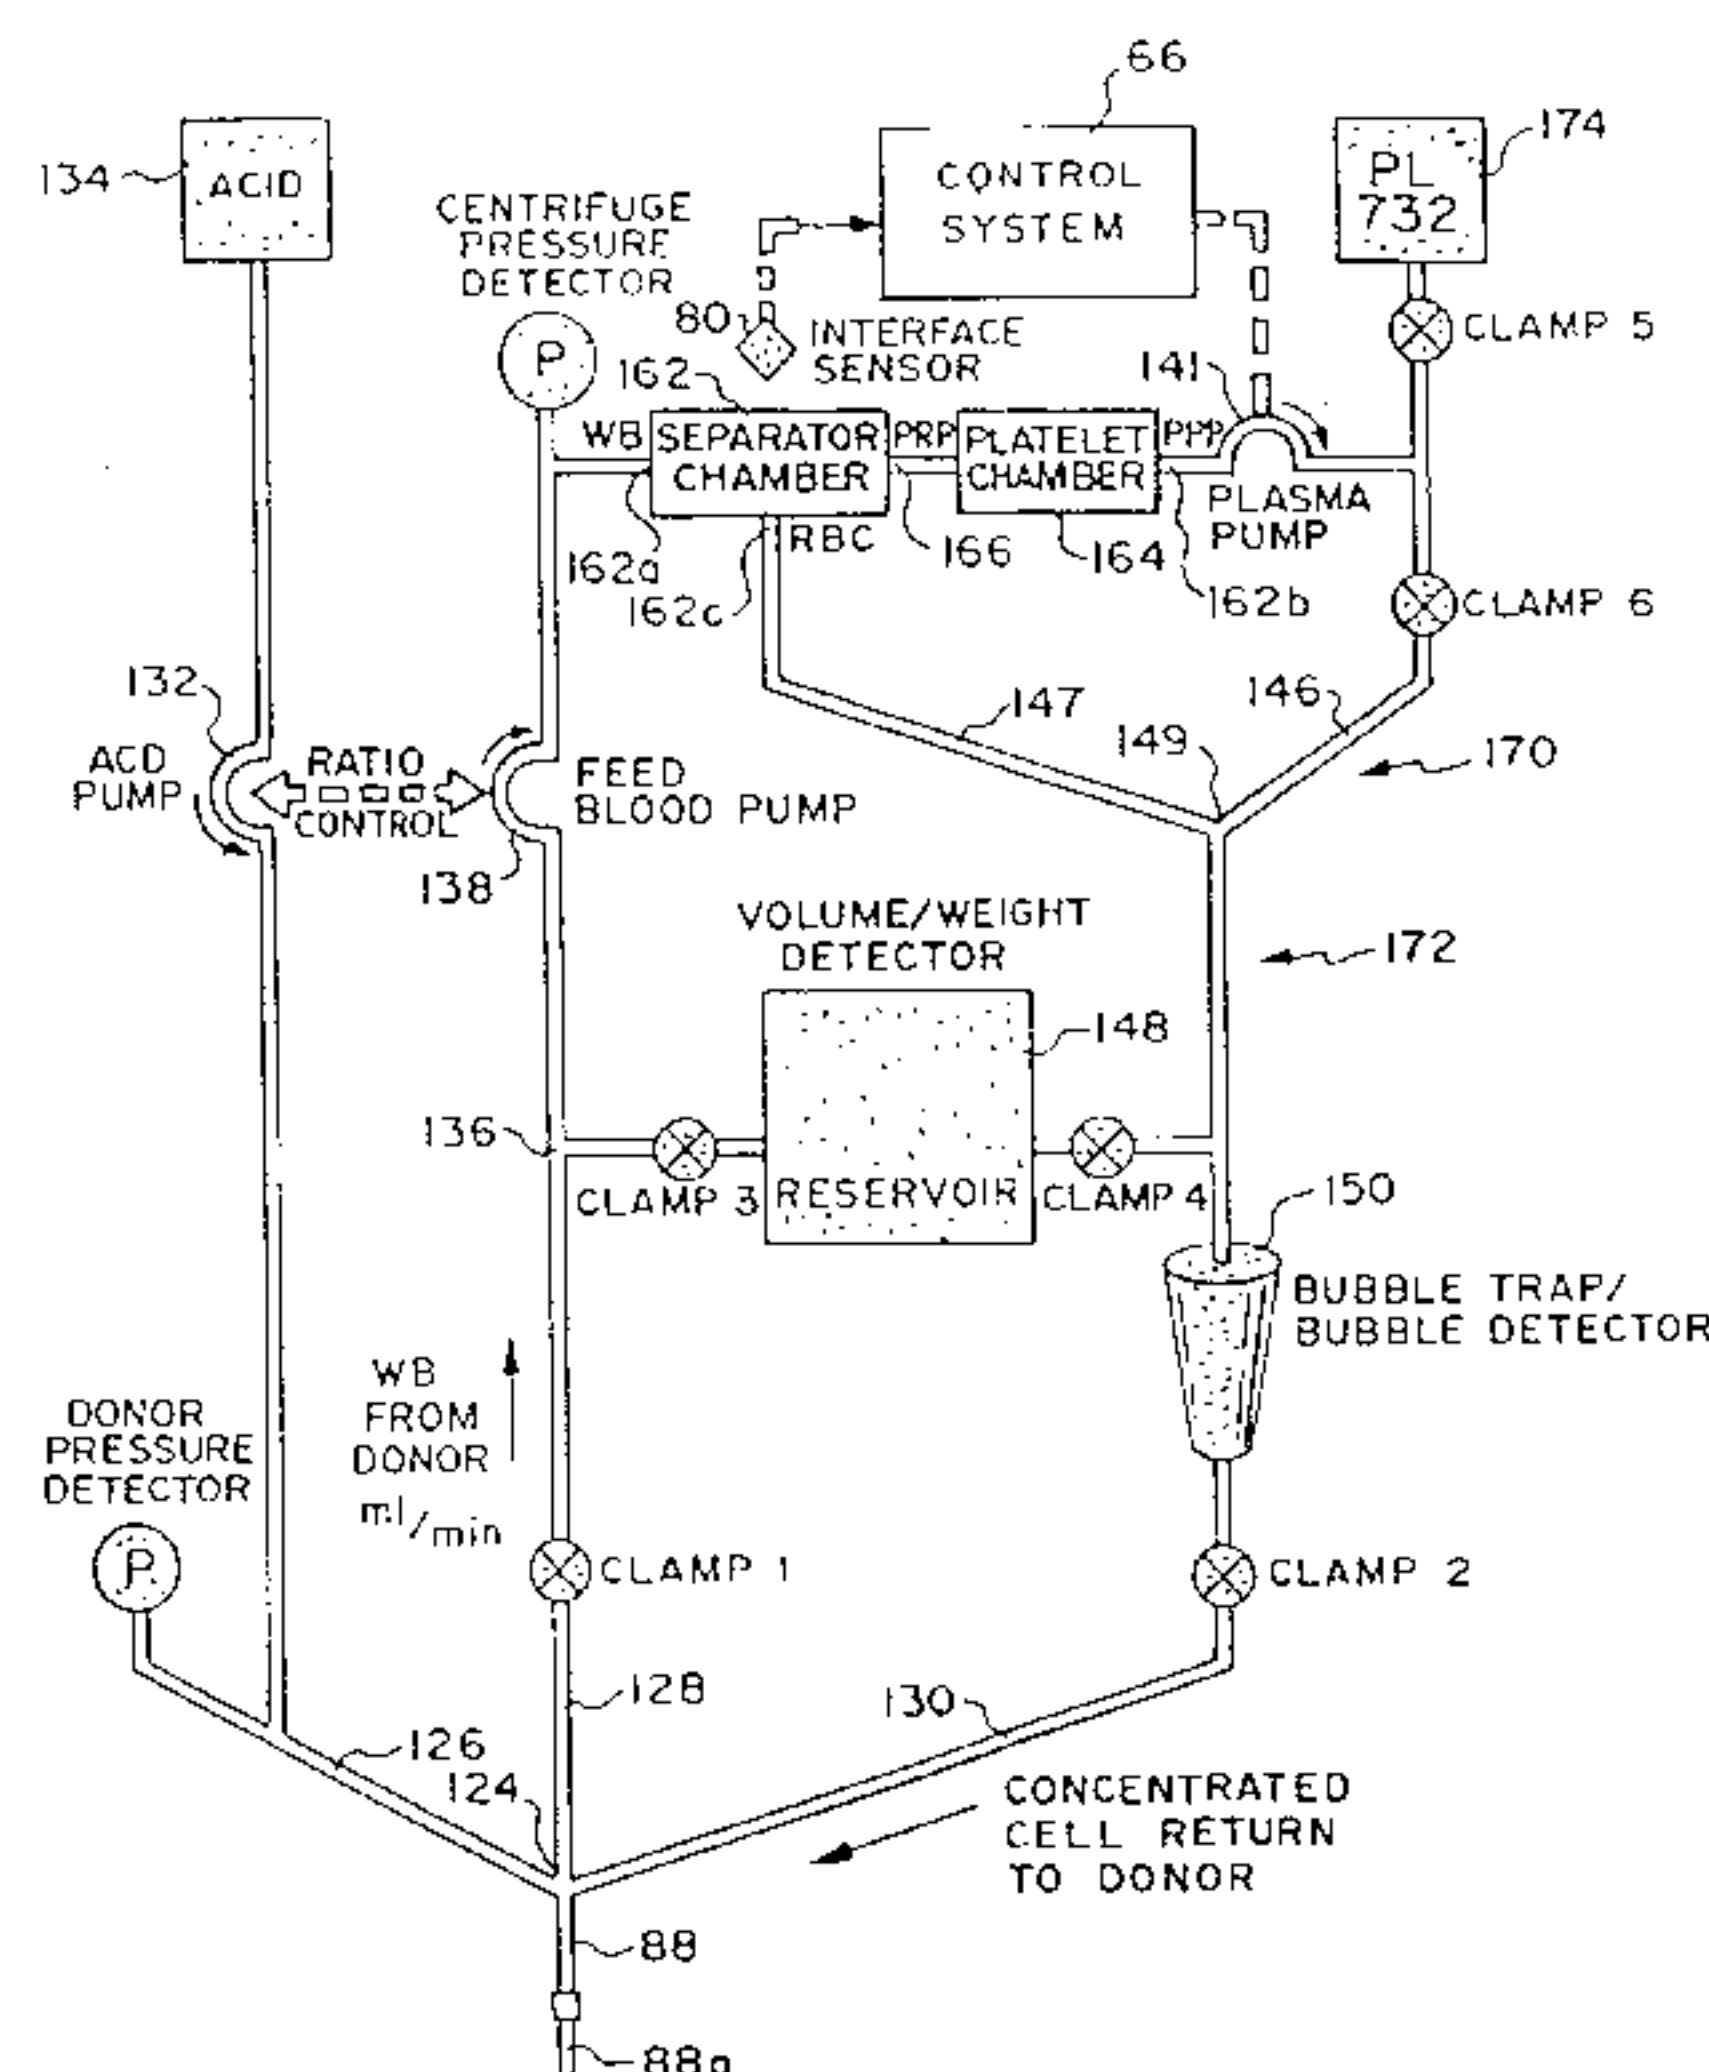 66
134
ACID
CONTROL
SYSTEM
174
PL
732
CENTRIFUGE
PRESSURE
DETECTOR
P
80
INTERFACE
SENSOR
CLAMP 5
162
141
WB
SEPARATOR
CHAMBER
PRP
PLATELET
CHAMBER
PPP
PLASMA
PUMP
162a
RBC
166
164
162b
162c
CLAMP 6
132
ACD
PUMP
RATIO
CONTROL
FEED
BLOOD PUMP
138
147
149
146
170
172
VOLUME/WEIGHT
DETECTOR
148
136
CLAMP 3
RESERVOIR
CLAMP 4
150
BUBBLE TRAP/
BUBBLE DETECTOR
WB
FROM
DONOR
ml/min
DONOR
PRESSURE
DETECTOR
P
CLAMP 1
CLAMP 2
128
130
126
124
CONCENTRATED
CELL RETURN
TO DONOR
88
88a